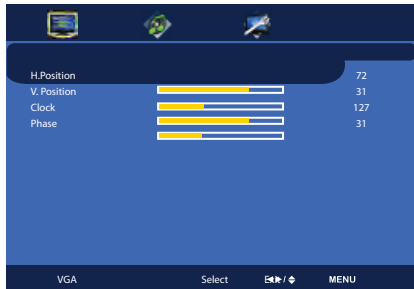 H.Position 72
V. Position 31
Clock 127
Phase 31
VGA Select / MENU